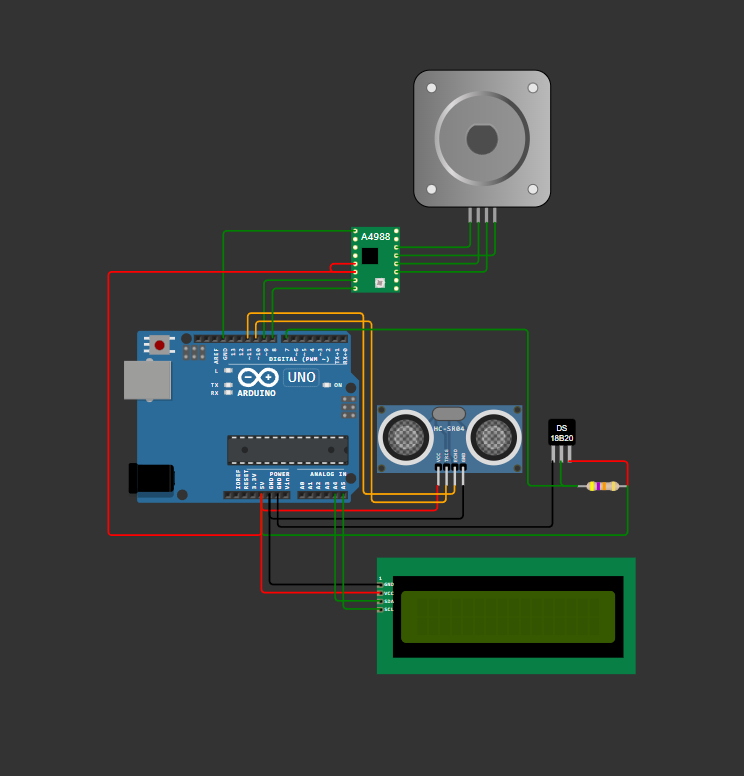 A4988
AREF
GND
13
12
~11
~10
~9
8
7
~6
~5
4
~3
2
TX→1
RX←0
DIGITAL (PWM ~)
L
TX
RX
UNO
ON
ARDUINO
HC-SR04
VCC
TRIG
ECHO
GND
DS
18B20
IOREF
RESET
3.3V
5V
GND
GND
Vin
POWER
ANALOG IN
A0
A1
A2
A3
A4
A5
1
GND
VCC
SDA
SCL